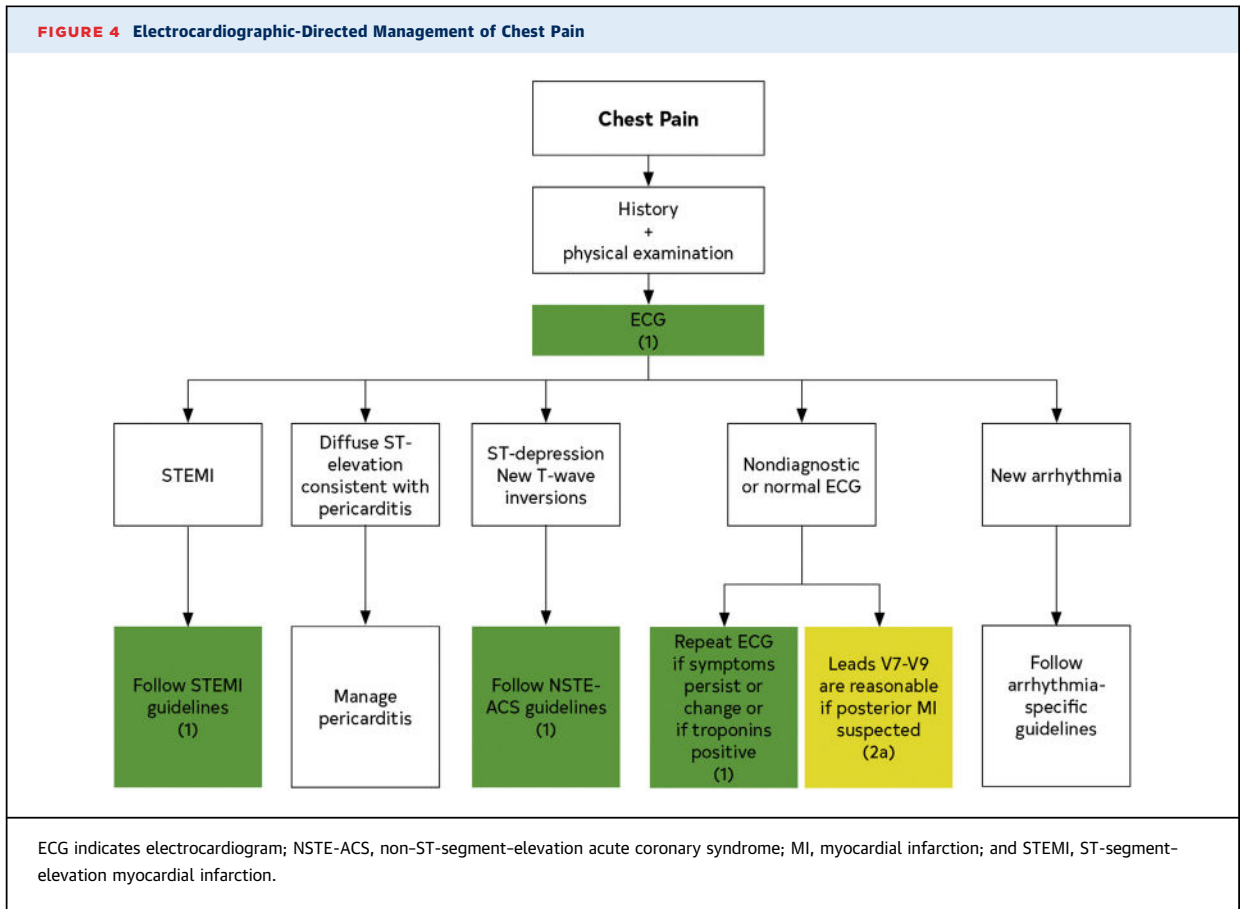 FIGURE 4 Electrocardiographic-Directed Management of Chest Pain
Chest Pain
History
+
physical examination
ECG
(1)
STEMI
Diffuse ST-
elevation
consistent with
pericarditis
ST-depression
New T-wave
inversions
Nondiagnostic
or normal ECG
New arrhythmia
Follow STEMI
guidelines
(1)
Manage
pericarditis
Follow NSTE-
ACS guidelines
(1)
Repeat ECG
if symptoms
persist or
change or
if troponins
positive
(1)
Leads V7-V9
are reasonable
if posterior MI
suspected
(2a)
Follow
arrhythmia-
specific
guidelines
ECG indicates electrocardiogram; NSTE-ACS, non–ST-segment–elevation acute coronary syndrome; MI, myocardial infarction; and STEMI, ST-segment–
elevation myocardial infarction.